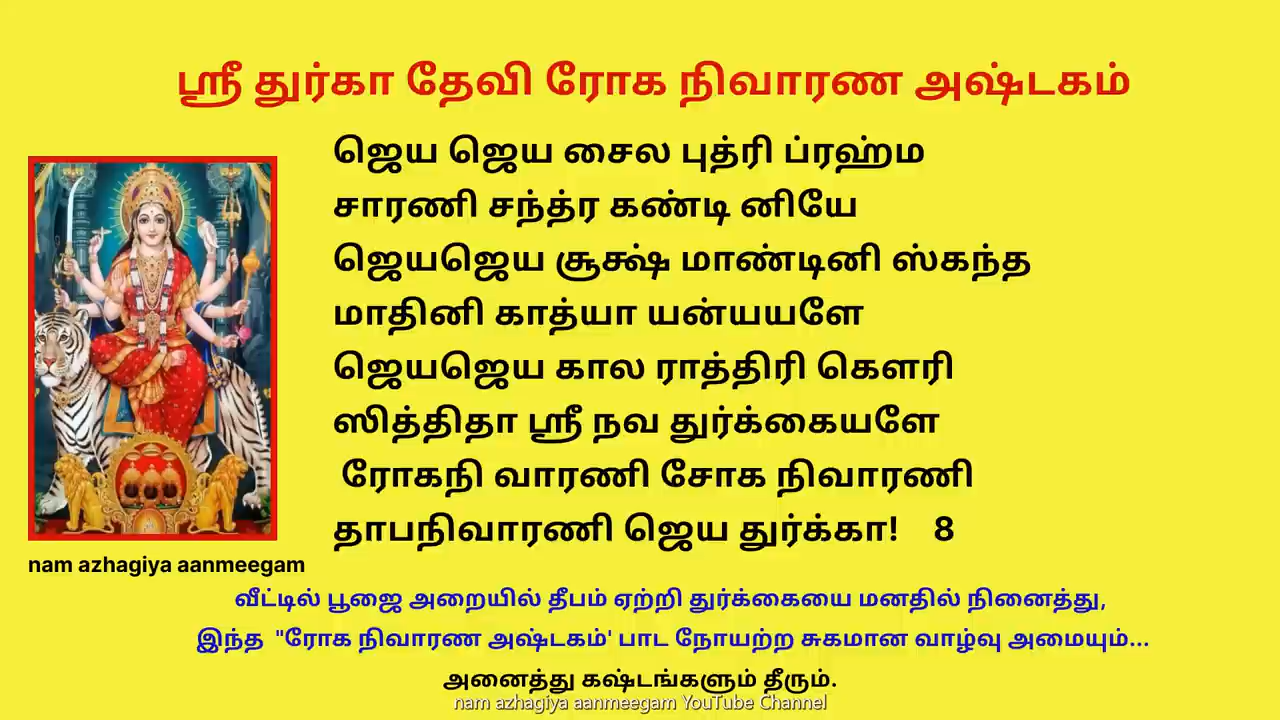 ஸ்ரீ துர்கா தேவி ரோக நிவாரண அஷ்டகம்
ஜெய ஜெய சைல புத்ரி ப்ரஹ்ம
சாரணி சந்த்ர கண்டி னியே
ஜெயஜெய சூக்ஷ் மாண்டினி ஸ்கந்த
மாதினி காத்யா யன்யயளே
ஜெயஜெய கால ராத்திரி கௌரி
ஸித்திதா ஸ்ரீ நவ துர்க்கையளே
ரோகநி வாரணி சோக நிவாரணி
தாபநிவாரணி ஜெய துர்க்கா! 8
nam azhagiya aanmeegam
வீட்டில் பூஜை அறையில் தீபம் ஏற்றி துர்க்கையை மனதில் நினைத்து,
இந்த "ரோக நிவாரண அஷ்டகம்' பாட நோயற்ற சுகமான வாழ்வு அமையும்...
அனைத்து கஷ்டங்களும் தீரும்.
nam azhagiya aanmeegam YouTube Channel